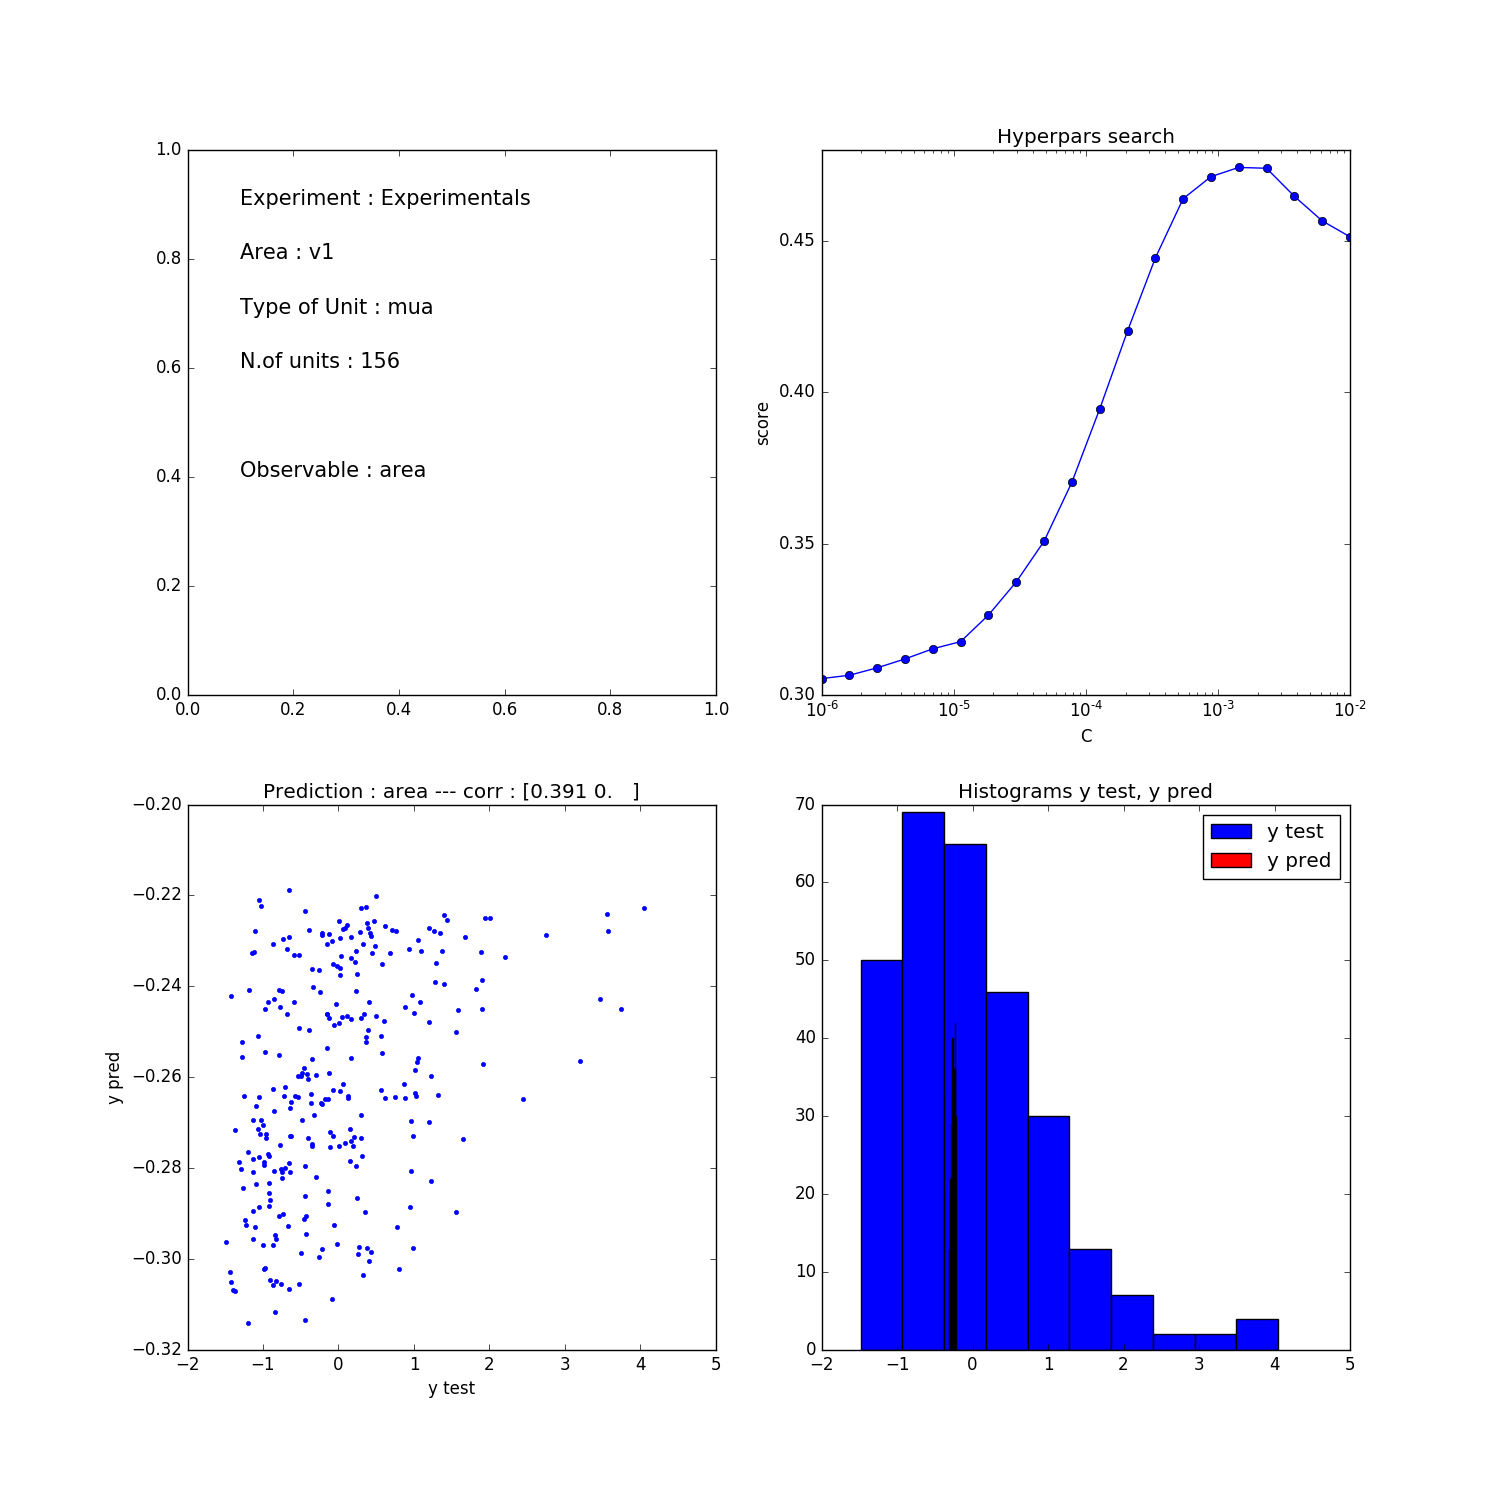 1.0
0.8
0.6
0.4
0.2
0.0
0.0 0.2 0.4 0.6 0.8 1.0
Experiment : Experimentals
Area : v1
Type of Unit : mua
N.of units : 156
Observable : area
Hyperpars search
score
0.45
0.40
0.35
0.30
10-6 10-5 10-4 10-3 10-2
C
Prediction : area --- corr : [0.391 0.   ]
y pred
−0.20
−0.22
−0.24
−0.26
−0.28
−0.30
−0.32
−2 −1 0 1 2 3 4 5
y test
Histograms y test, y pred
70
60
50
40
30
20
10
0
−2 −1 0 1 2 3 4 5
y test
y pred